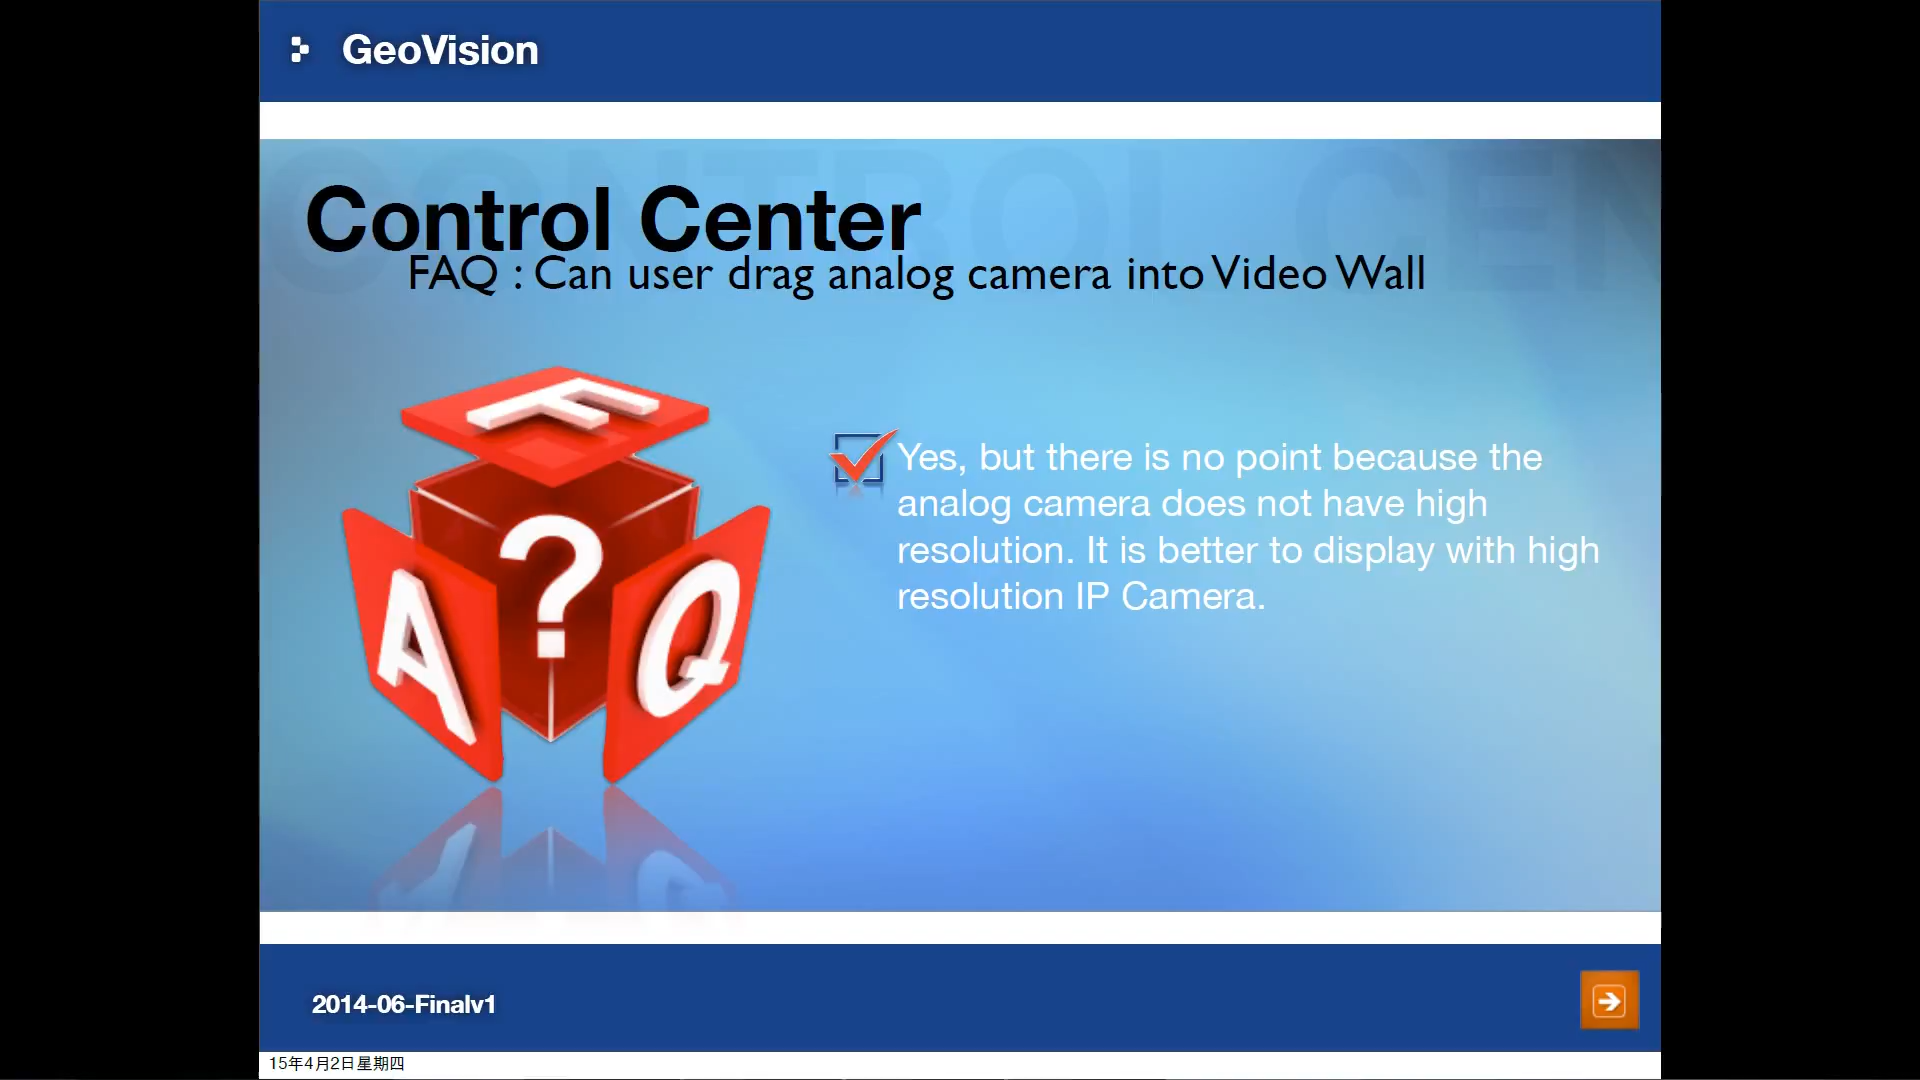 GeoVision
CONTROL CEN
Control Center
FAQ : Can user drag analog camera into Video Wall
F
?
A
Q
Yes, but there is no point because the
analog camera does not have high
resolution. It is better to display with high
resolution IP Camera.
2014-06-Finalv1
15年4月2日星期四